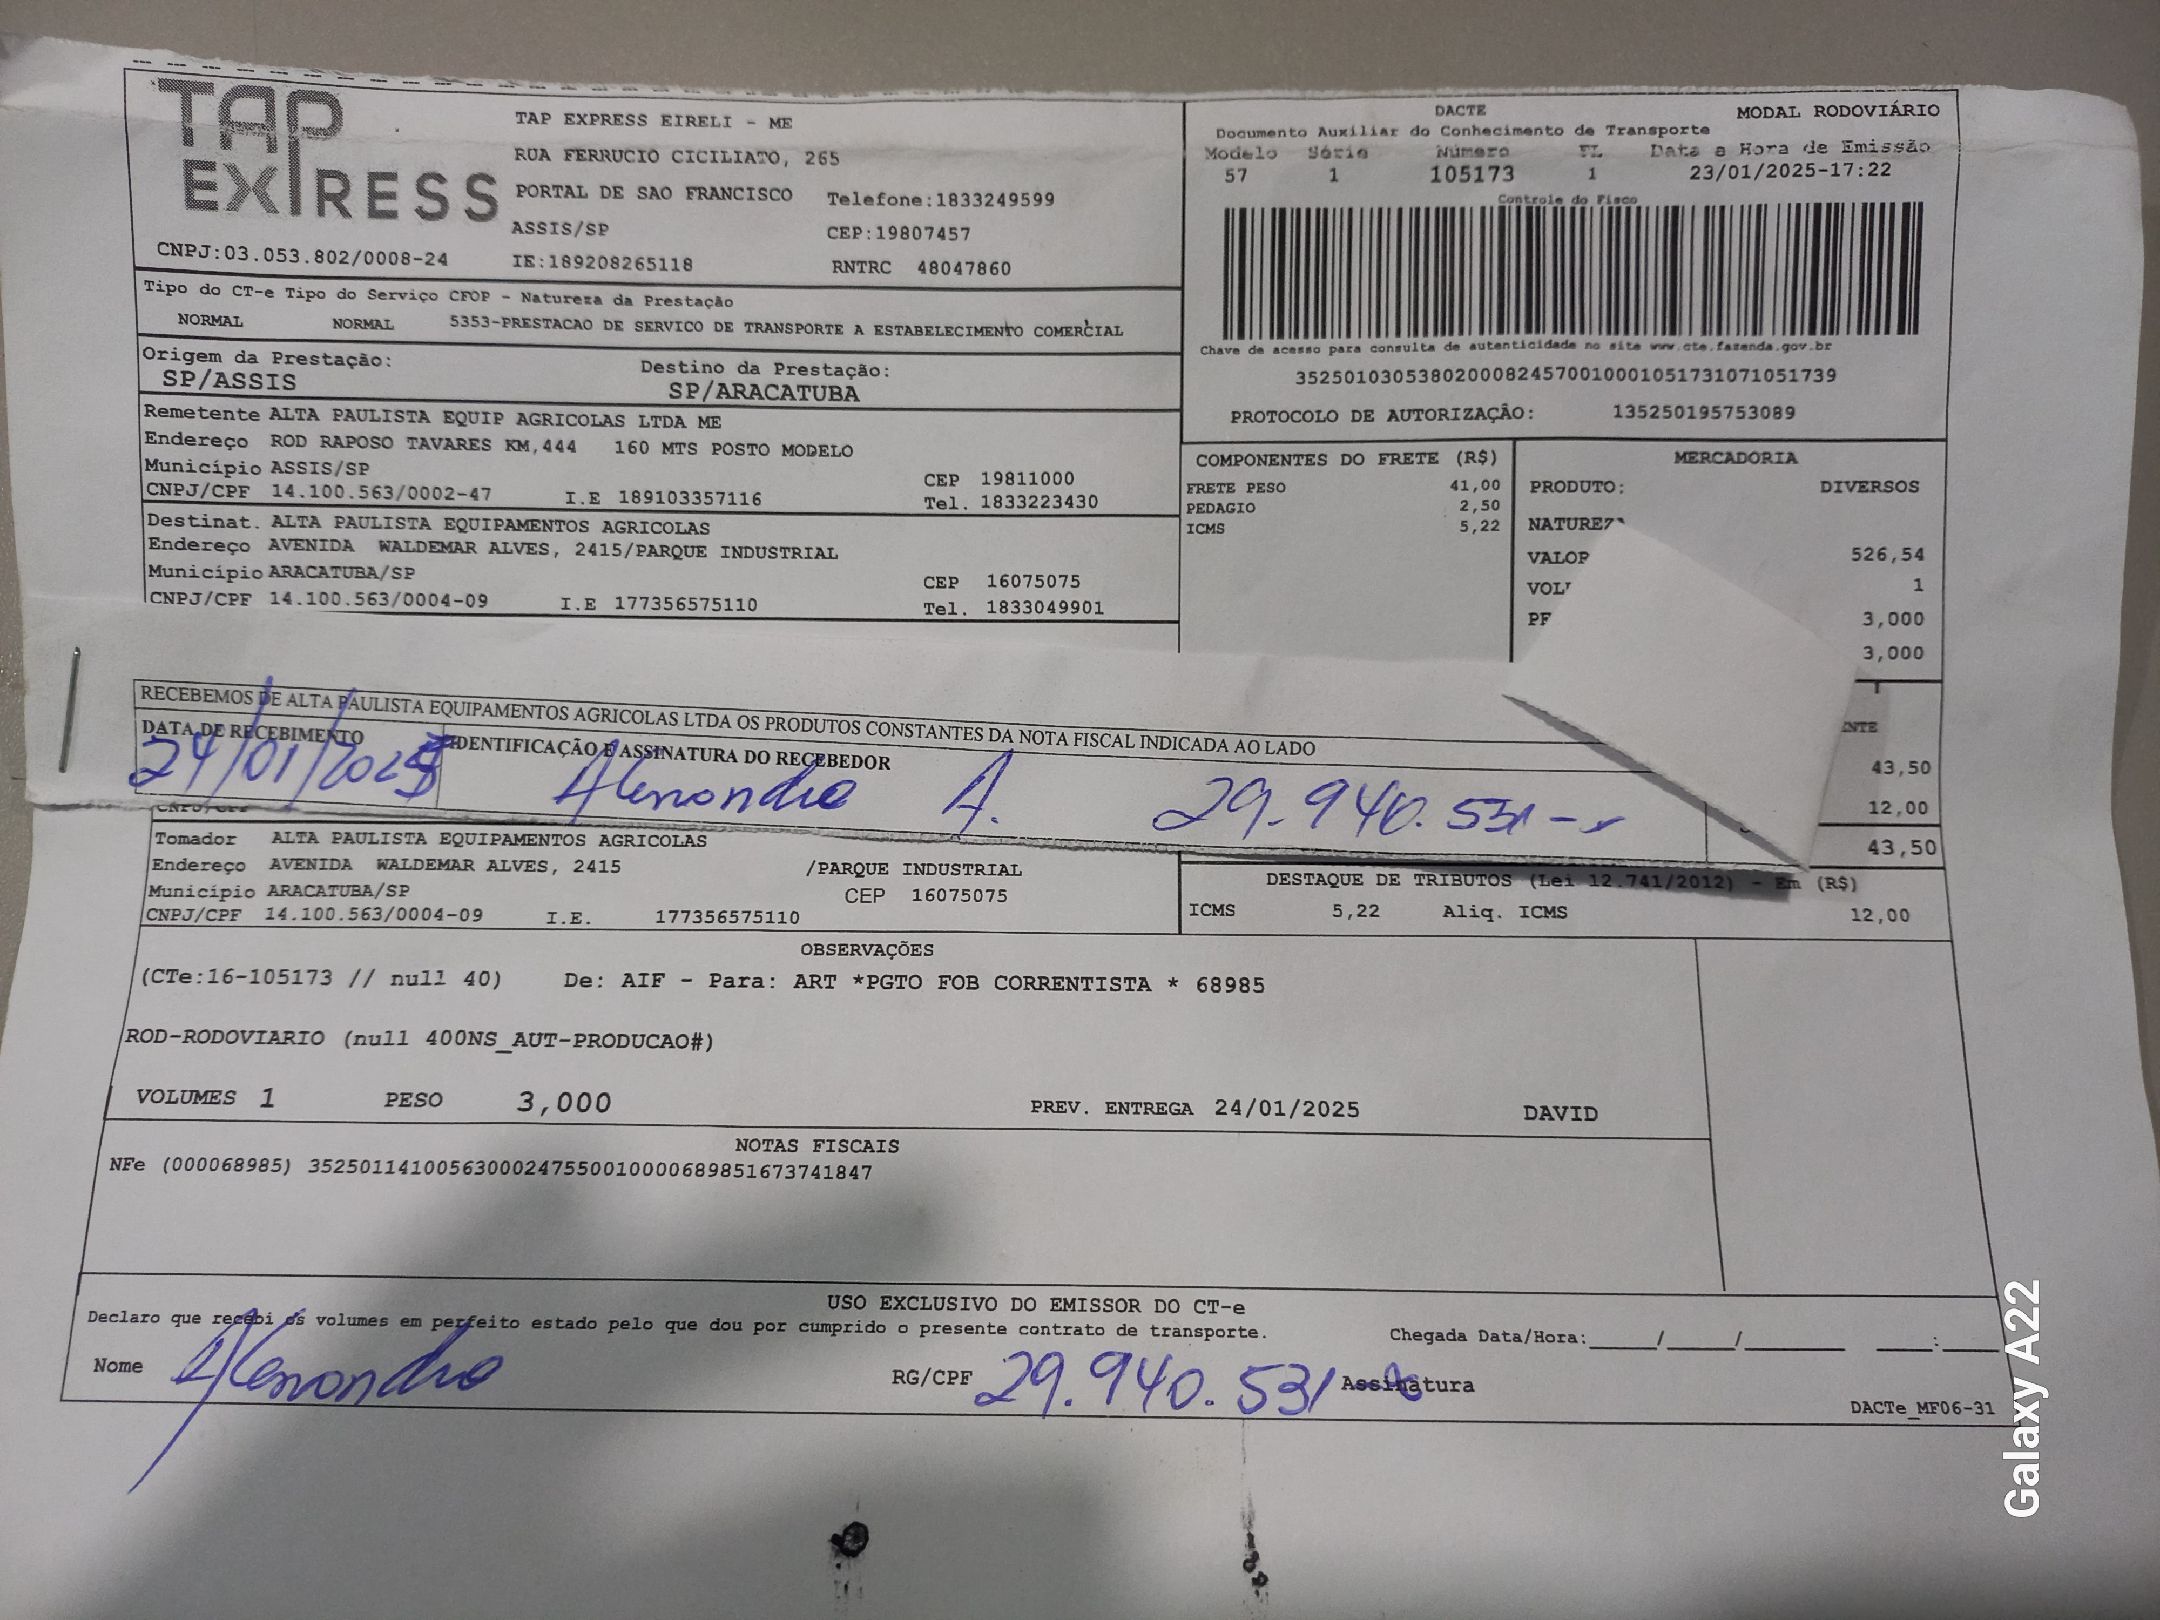 TAP EXPRESS
TAP EXPRESS EIRELI - ME
RUA FERRUCIO CICILIATO, 265
PORTAL DE SAO FRANCISCO Telefone:1833249599
ASSIS/SP CEP:19807457
CNPJ:03.053.802/0008-24 IE:189208265118 RNTRC 48047860
DACTE MODAL RODOVIÁRIO
Documento Auxiliar do Conhecimento de Transporte
Modelo Série Número FL Data e Hora de Emissão
57 1 105173 1 23/01/2025-17:22
Controle do Fisco
Chave de acesso para consulta de autenticidade no site www.cte.fazenda.gov.br
35250103053802000824570010001051731071051739
PROTOCOLO DE AUTORIZAÇÃO: 135250195753089
Tipo do CT-e Tipo do Serviço CFOP - Natureza da Prestação
NORMAL NORMAL 5353-PRESTACAO DE SERVICO DE TRANSPORTE A ESTABELECIMENTO COMERCIAL
Origem da Prestação: Destino da Prestação:
SP/ASSIS SP/ARACATUBA
Remetente ALTA PAULISTA EQUIP AGRICOLAS LTDA ME
Endereço ROD RAPOSO TAVARES KM,444 160 MTS POSTO MODELO
Município ASSIS/SP CEP 19811000
CNPJ/CPF 14.100.563/0002-47 I.E 189103357116 Tel. 1833223430
Destinat. ALTA PAULISTA EQUIPAMENTOS AGRICOLAS
Endereço AVENIDA WALDEMAR ALVES, 2415/PARQUE INDUSTRIAL
Município ARACATUBA/SP CEP 16075075
CNPJ/CPF 14.100.563/0004-09 I.E 177356575110 Tel. 1833049901
COMPONENTES DO FRETE (R$)
FRETE PESO 41,00
PEDAGIO 2,50
ICMS 5,22
MERCADORIA
PRODUTO: DIVERSOS
VALOR 526,54
1
3,000
3,000
RECEBEMOS DE ALTA PAULISTA EQUIPAMENTOS AGRICOLAS LTDA OS PRODUTOS CONSTANTES DA NOTA FISCAL INDICADA AO LADO
DATA DE RECEBIMENTO IDENTIFICAÇÃO E ASSINATURA DO RECEBEDOR
24/01/2025 Alexandre A. 29.940.531-x
43,50
12,00
43,50
CNPJ/CPF
Tomador ALTA PAULISTA EQUIPAMENTOS AGRICOLAS
Endereço AVENIDA WALDEMAR ALVES, 2415 /PARQUE INDUSTRIAL
Município ARACATUBA/SP CEP 16075075
CNPJ/CPF 14.100.563/0004-09 I.E. 177356575110
DESTAQUE DE TRIBUTOS (Lei 12.741/2012) - Em (R$)
ICMS 5,22 Aliq. ICMS 12,00
OBSERVAÇÕES
(CTe:16-105173 // null 40) De: AIF - Para: ART *PGTO FOB CORRENTISTA * 68985
ROD-RODOVIARIO (null 400NS_AUT-PRODUCAO#)
VOLUMES 1 PESO 3,000 PREV. ENTREGA 24/01/2025 DAVID
NOTAS FISCAIS
NFe (000068985) 35250114100563000247550010000689851673741847
USO EXCLUSIVO DO EMISSOR DO CT-e
Declaro que recebi os volumes em perfeito estado pelo que dou por cumprido o presente contrato de transporte. Chegada Data/Hora:____/____/______ ___:___
Nome Alexandre RG/CPF 29.940.531-x Assinatura
DACTe_MF06-31
Galaxy A22